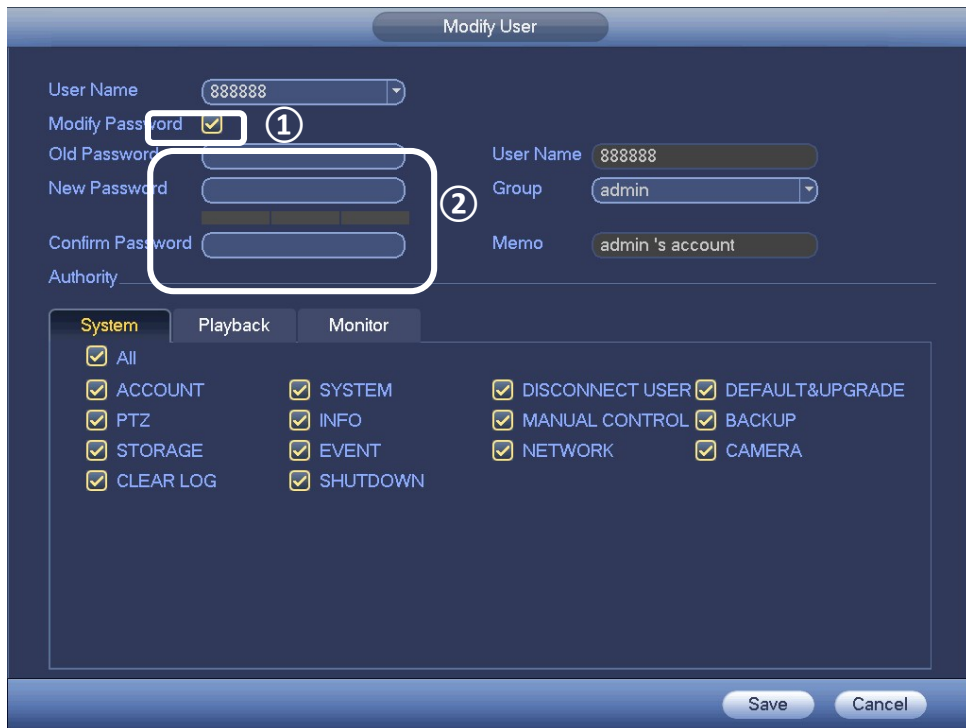 Modify User
User Name 888888
Modify Password ①
Old Password User Name 888888
New Password ② Group admin
Confirm Password Memo admin 's account
Authority
System Playback Monitor
All
ACCOUNT SYSTEM DISCONNECT USER DEFAULT&UPGRADE
PTZ INFO MANUAL CONTROL BACKUP
STORAGE EVENT NETWORK CAMERA
CLEAR LOG SHUTDOWN
Save Cancel